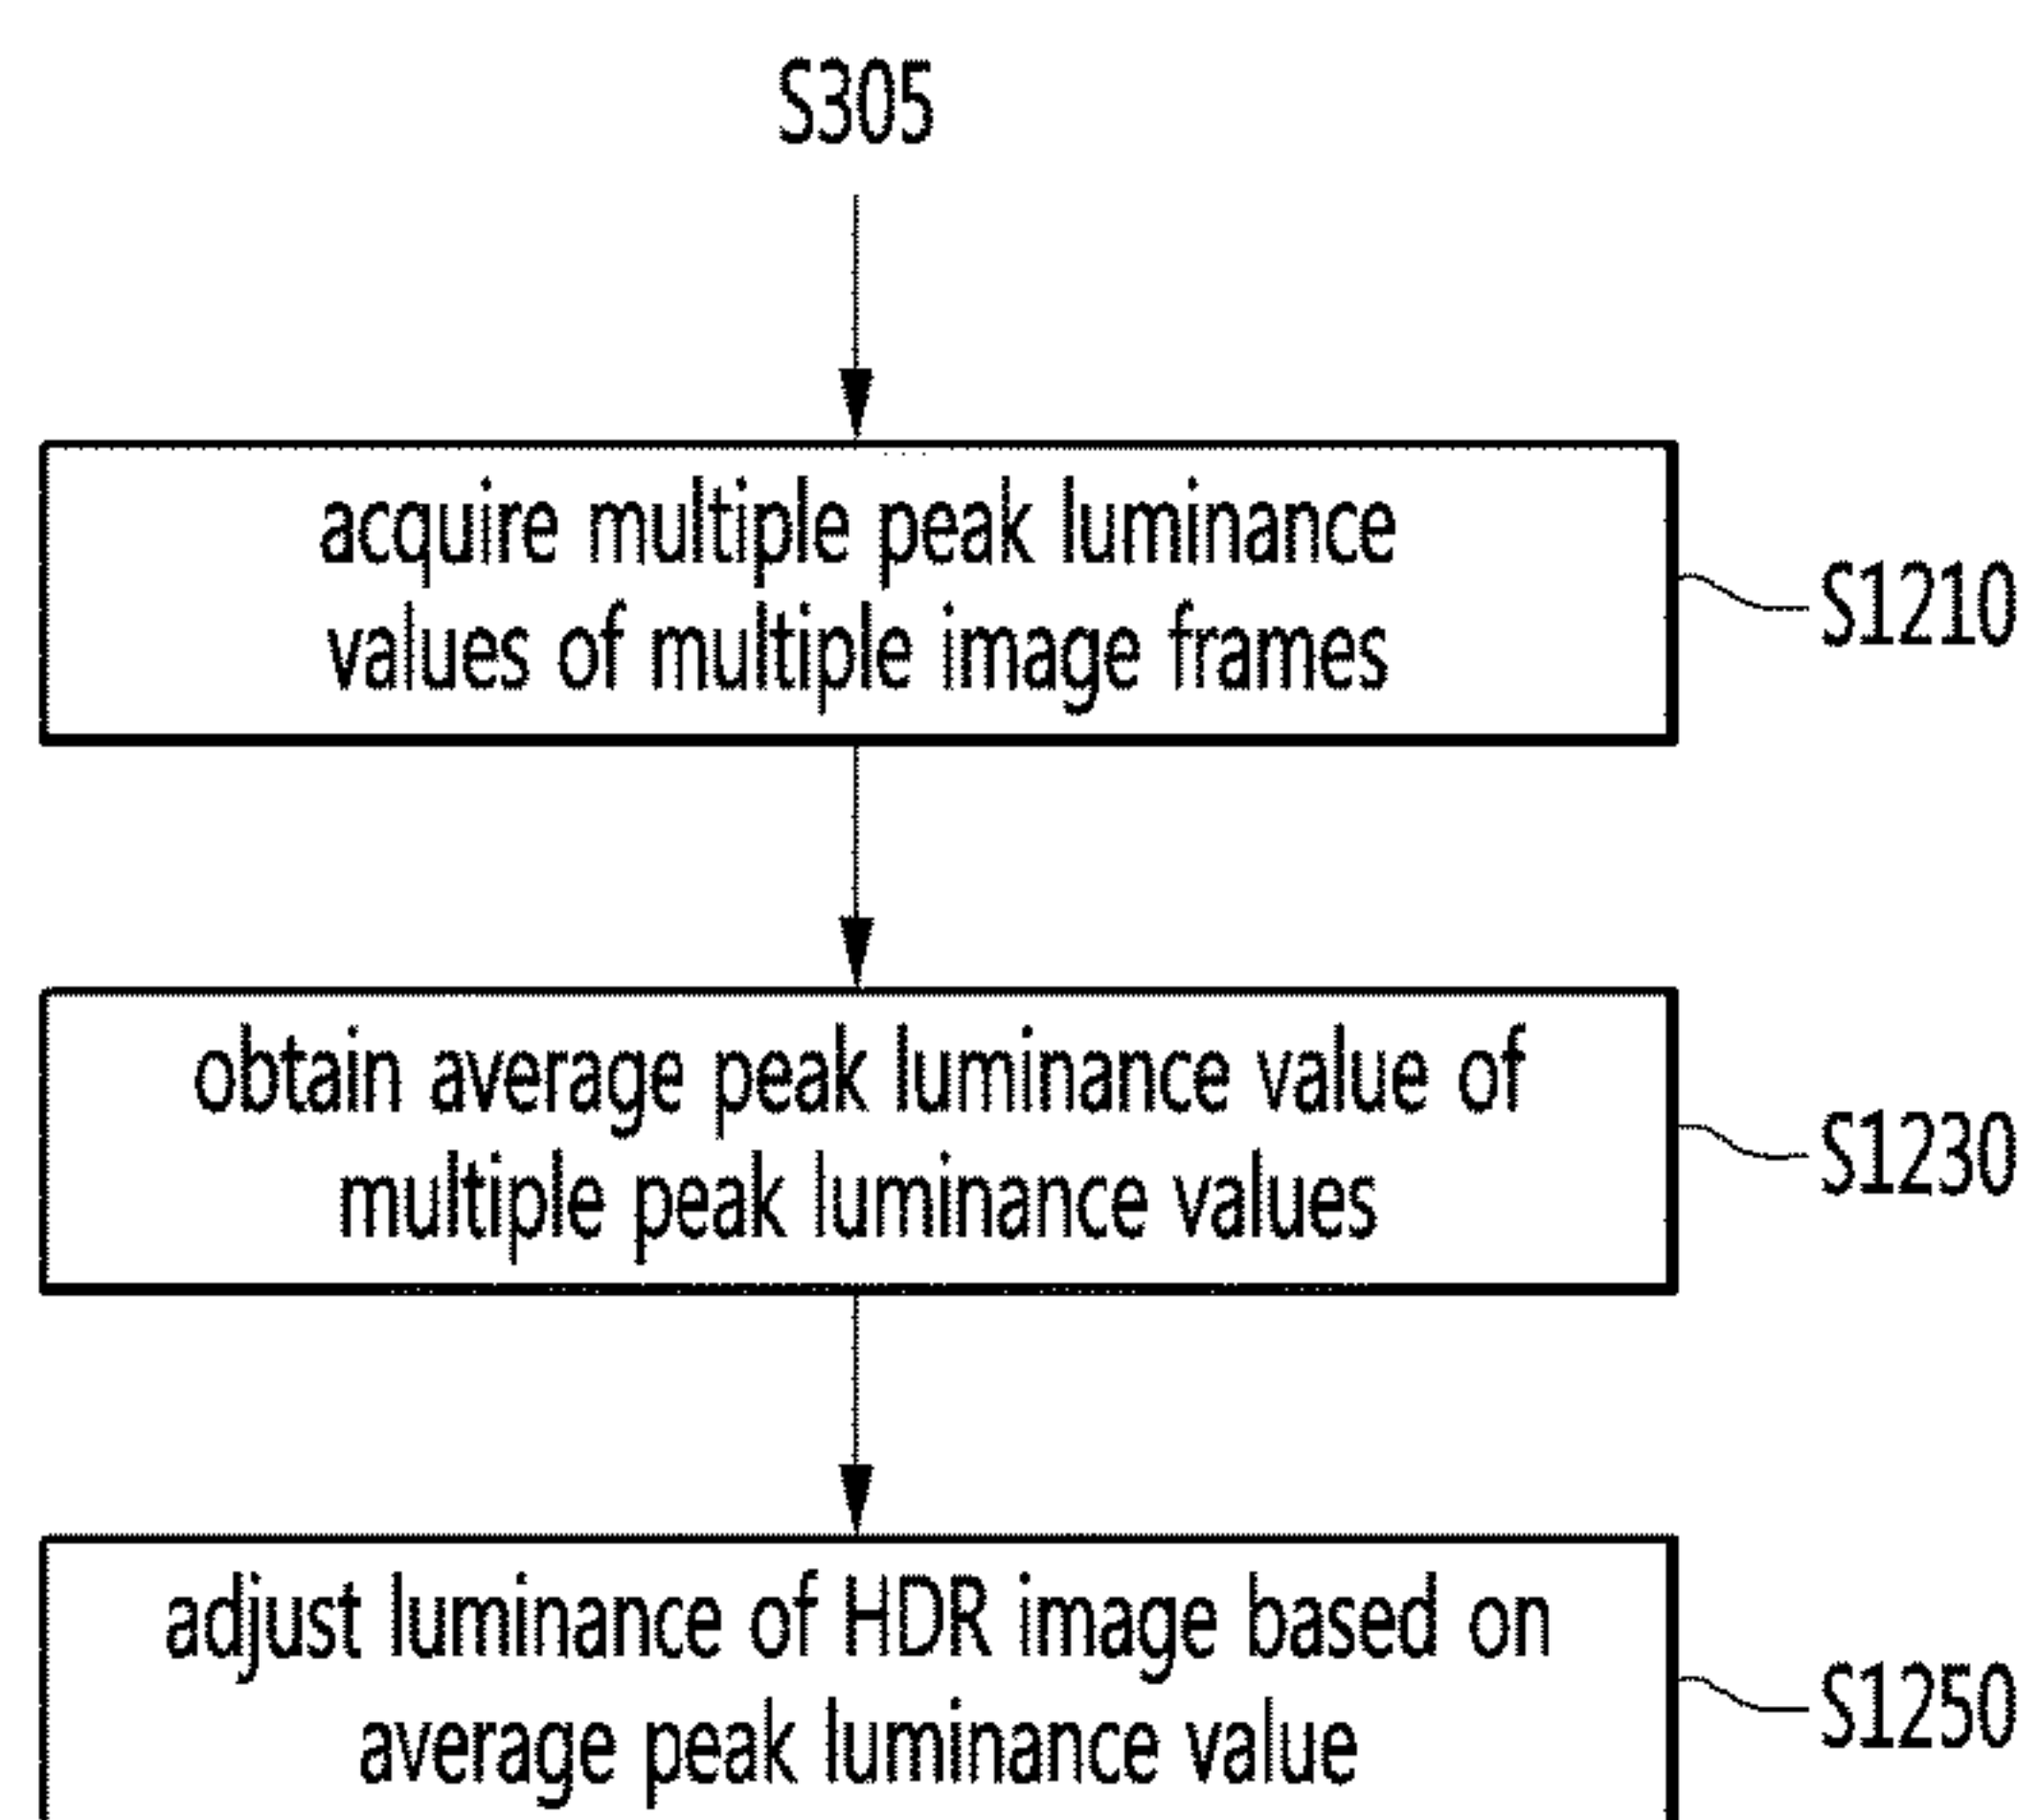 S305
acquire multiple peak luminance
values of multiple image frames
S1210
obtain average peak luminance value of
multiple peak luminance values
S1230
adjust luminance of HDR image based on
average peak luminance value
S1250